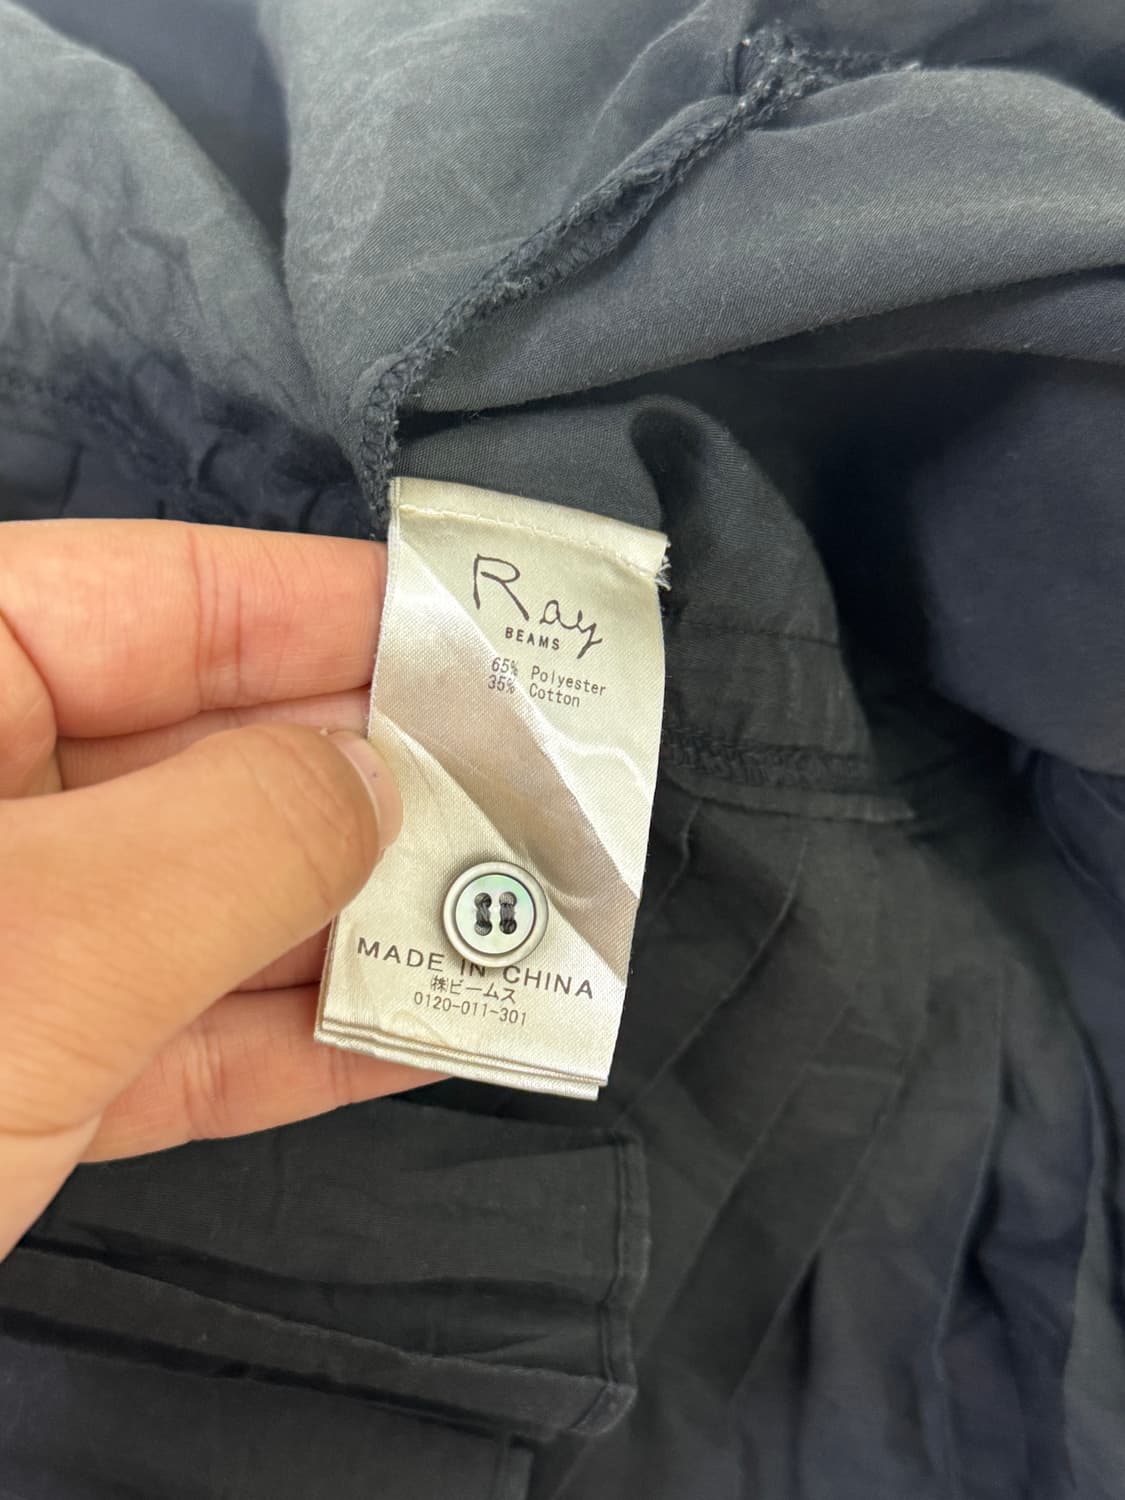 Ray
BEAMS
65% Polyester
35% Cotton
MADE IN CHINA
㈱ビームス
0120-011-301